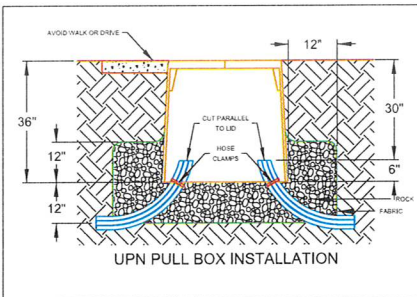 AVOID WALK OR DRIVE
12"
36"
30"
CUT PARALLEL
TO LID
HOSE
CLAMPS
12"
6"
12"
ROCK
FABRIC
UPN PULL BOX INSTALLATION